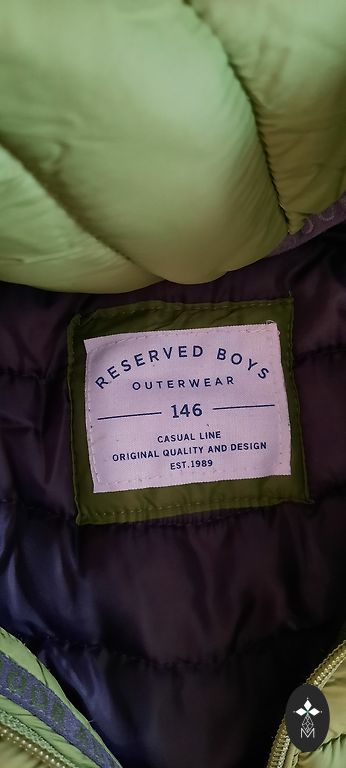 RESERVED BOYS
OUTERWEAR
146
CASUAL LINE
ORIGINAL QUALITY AND DESIGN
EST.1989